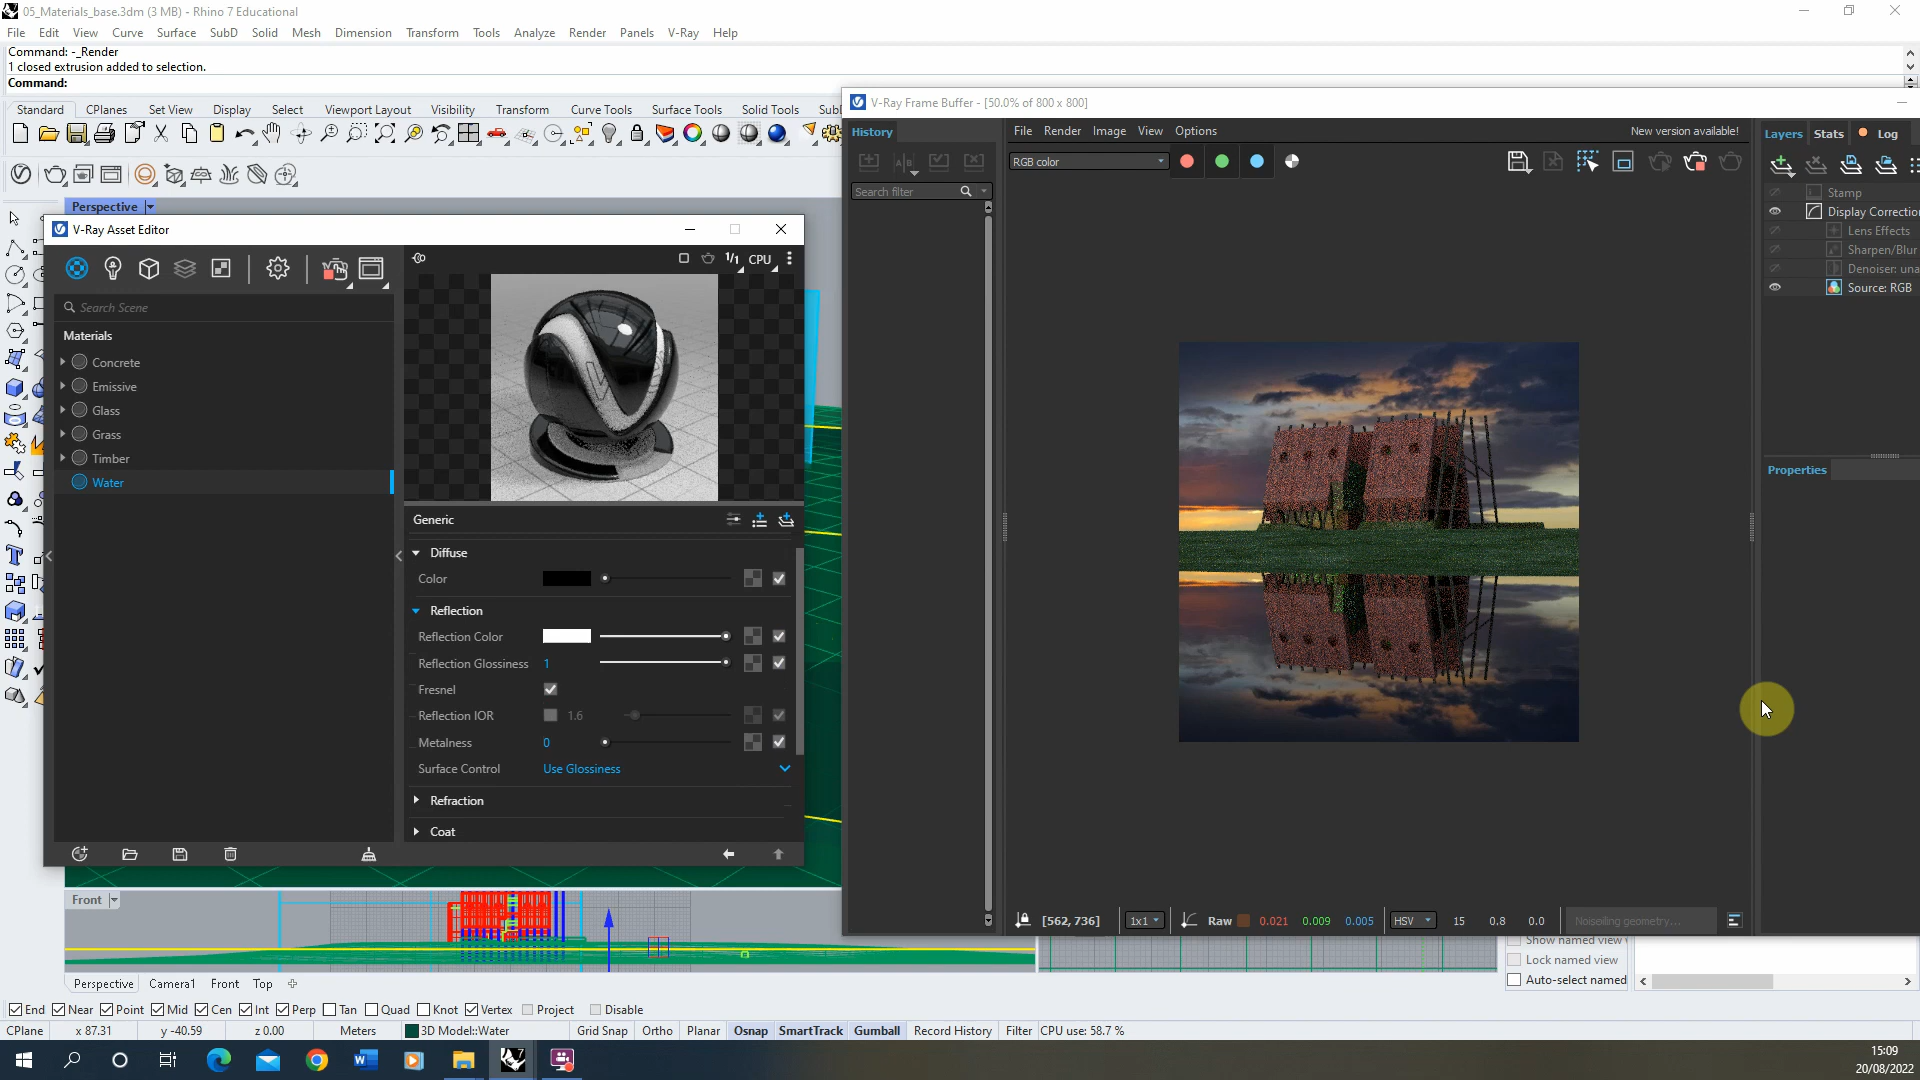 05_Materials_base.3dm (3 MB) - Rhino 7 Educational
File Edit View Curve Surface SubD Solid Mesh Dimension Transform Tools Analyze Render Panels V-Ray Help
Command: -_Render
1 closed extrusion added to selection.
Command:
Standard CPlanes Set View Display Select Viewport Layout Visibility Transform Curve Tools Surface Tools Solid Tools
V-Ray Frame Buffer - [50.0% of 800 x 800]
History
File Render Image View Options
New version available!
Layers Stats Log
RGB color
Search filter
Stamp
Display Correction
Lens Effects
Sharpen/Blur
Denoiser: una
Source: RGB
Properties
Perspective
V-Ray Asset Editor
1/1 CPU
Search Scene
Materials
Concrete
Emissive
Glass
Grass
Timber
Water
Generic
Diffuse
Color
Reflection
Reflection Color
Reflection Glossiness 1
Fresnel
Reflection IOR 1.6
Metalness 0
Surface Control Use Glossiness
Refraction
Coat
[562, 736] 1x1 Raw 0.021 0.009 0.005 HSV 15 0.8 0.0 Noiseiling geometry...
Front
Show named view
Lock named view
Auto-select named
Perspective Camera1 Front Top
End Near Point Mid Cen Int Perp Tan Quad Knot Vertex Project Disable
CPlane x 87.31 y -40.59 z 0.00 Meters 3D Model::Water Grid Snap Ortho Planar Osnap SmartTrack Gumball Record History Filter CPU use: 58.7 %
15:09
20/08/2022